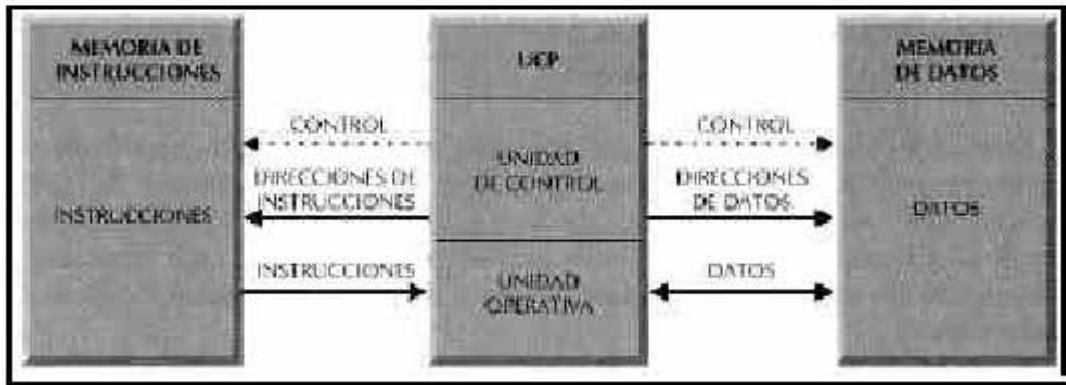 MEMORIA DE
INSTRUCCIONES
INSTRUCCIONES
CONTROL
DIRECCIONES DE
INSTRUCCIONES
INSTRUCCIONES
UCP
UNIDAD
DE CONTROL
UNIDAD
OPERATIVA
CONTROL
DIRECCIONES
DE DATOS
DATOS
MEMORIA
DE DATOS
DATOS